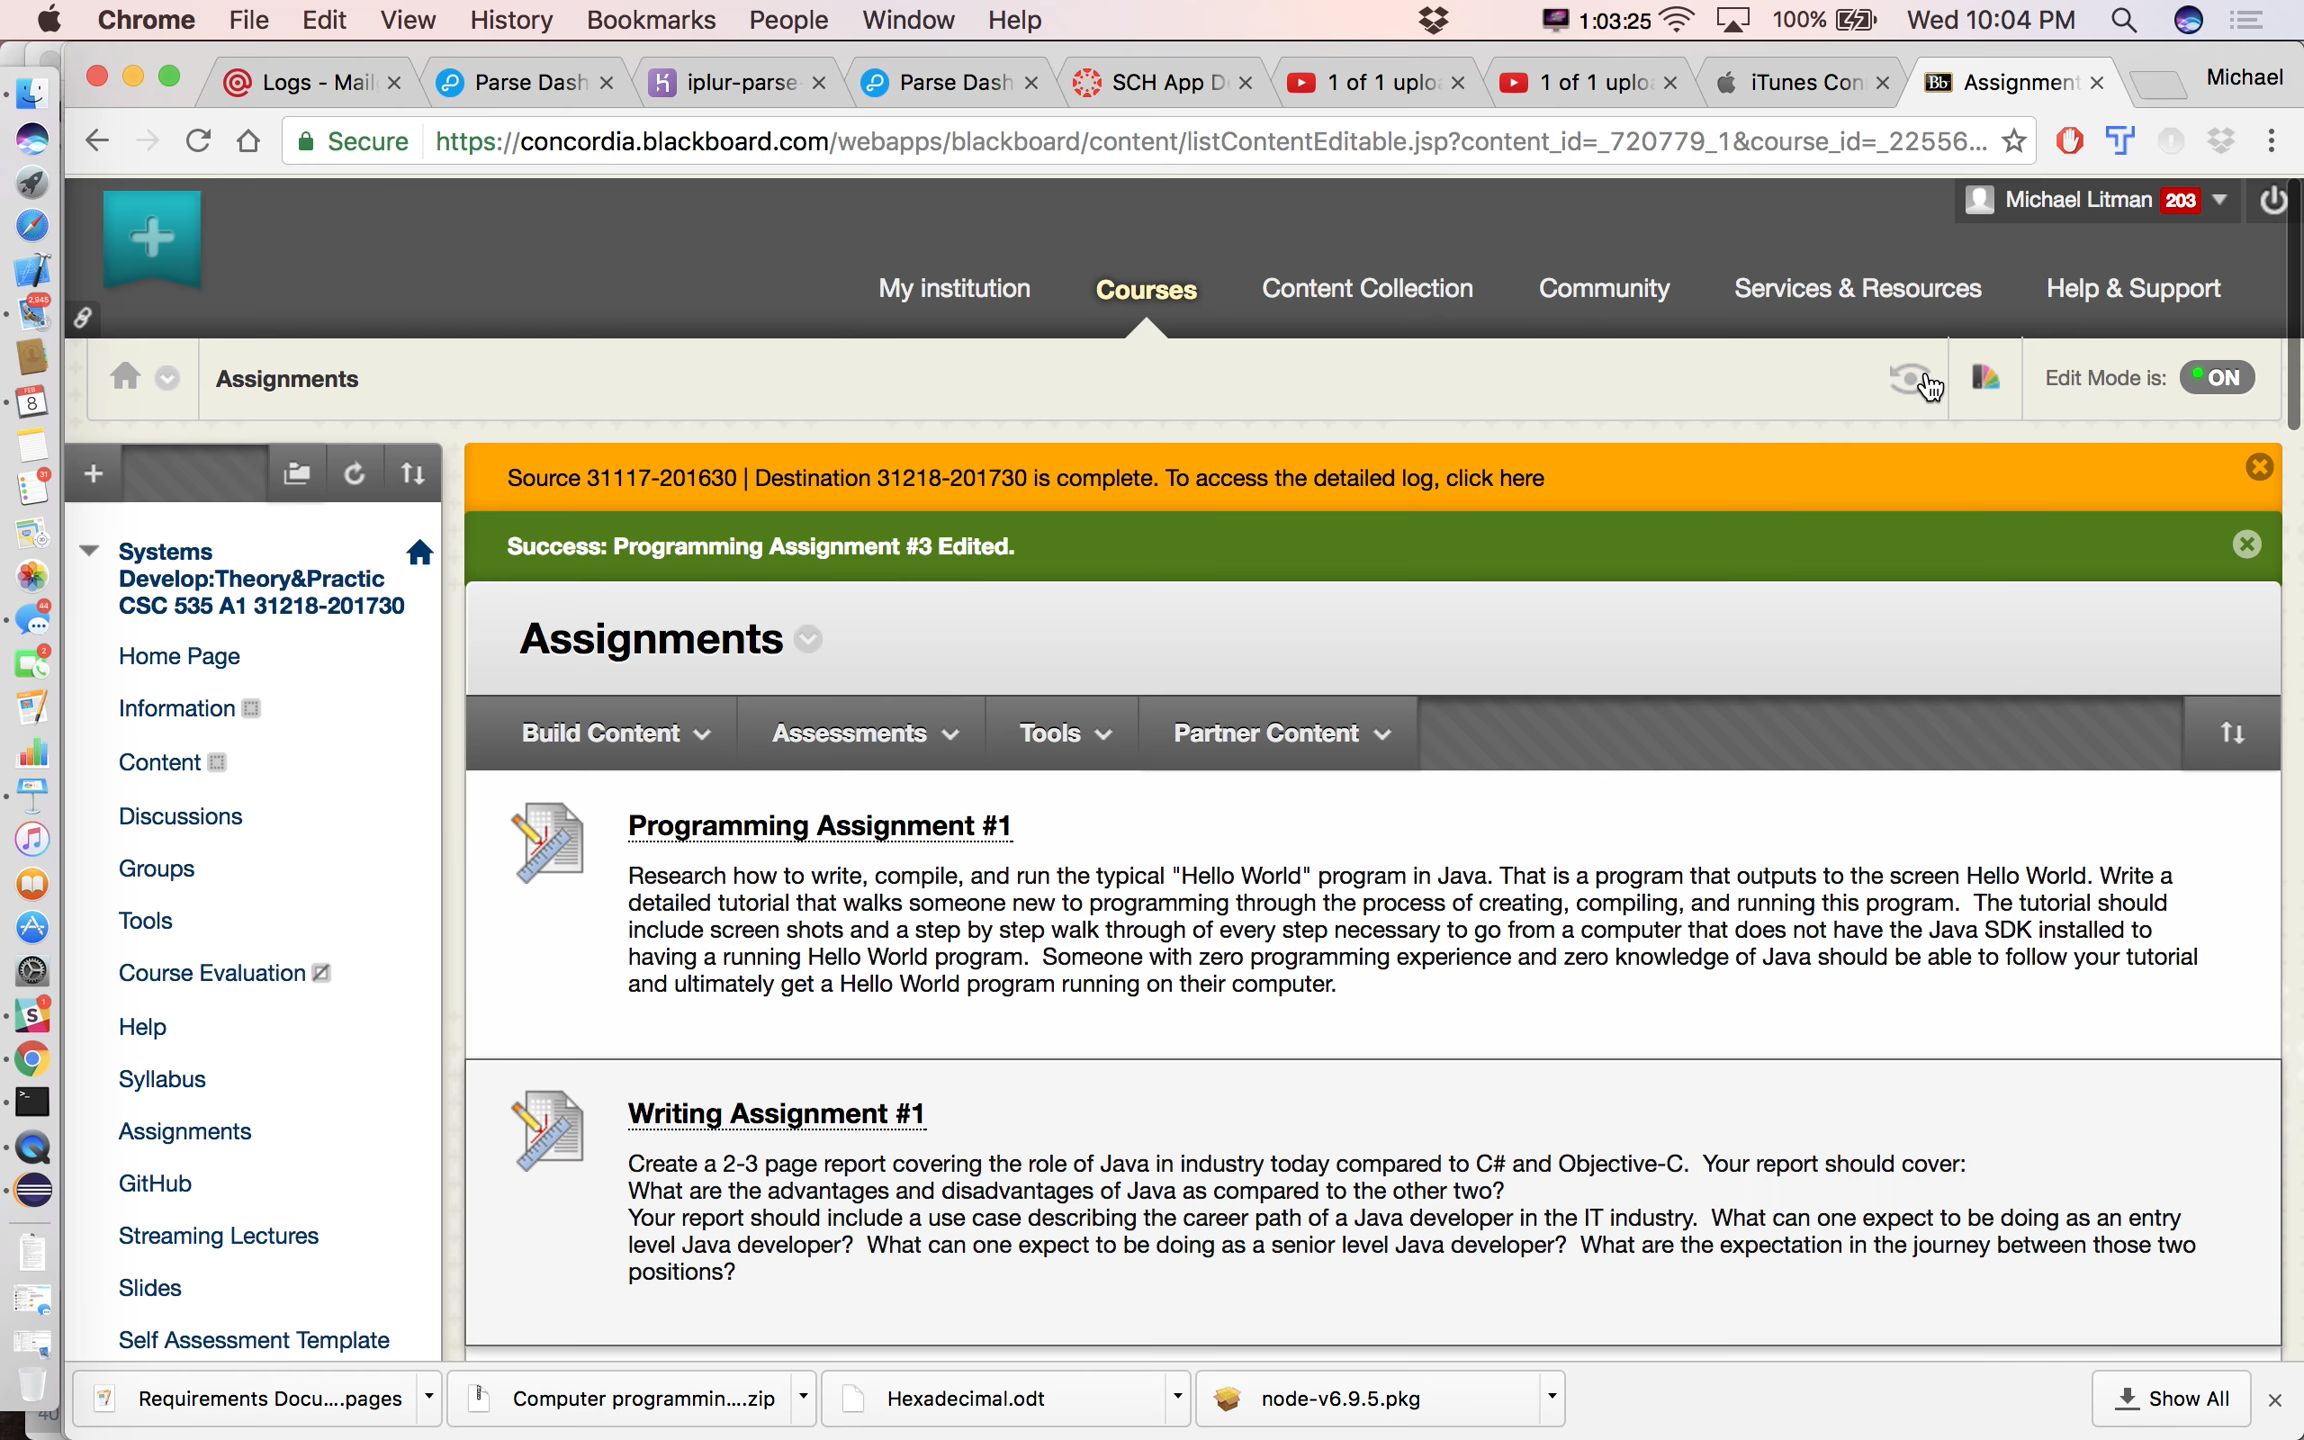 Chrome File Edit View History Bookmarks People Window Help 1:03:25 100% Wed 10:04 PM
Logs - Mail Parse Dash iplur-parse Parse Dash SCH App D 1 of 1 uplo 1 of 1 uplo iTunes Con Assignment Michael
Secure https://concordia.blackboard.com/webapps/blackboard/content/listContentEditable.jsp?content_id=_720779_1&course_id=_22556...
Michael Litman 203
My institution Courses Content Collection Community Services & Resources Help & Support
Assignments Edit Mode is: ON
2,945
FEB
8
31
44
2
1
Source 31117-201630 | Destination 31218-201730 is complete. To access the detailed log, click here
Success: Programming Assignment #3 Edited.
Systems
Develop:Theory&Practic
CSC 535 A1 31218-201730
Home Page
Information
Content
Discussions
Groups
Tools
Course Evaluation
Help
Syllabus
Assignments
GitHub
Streaming Lectures
Slides
Self Assessment Template
Assignments
Build Content Assessments Tools Partner Content
Programming Assignment #1
Research how to write, compile, and run the typical "Hello World" program in Java. That is a program that outputs to the screen Hello World. Write a
detailed tutorial that walks someone new to programming through the process of creating, compiling, and running this program. The tutorial should
include screen shots and a step by step walk through of every step necessary to go from a computer that does not have the Java SDK installed to
having a running Hello World program. Someone with zero programming experience and zero knowledge of Java should be able to follow your tutorial
and ultimately get a Hello World program running on their computer.
Writing Assignment #1
Create a 2-3 page report covering the role of Java in industry today compared to C# and Objective-C. Your report should cover:
What are the advantages and disadvantages of Java as compared to the other two?
Your report should include a use case describing the career path of a Java developer in the IT industry. What can one expect to be doing as an entry
level Java developer? What can one expect to be doing as a senior level Java developer? What are the expectation in the journey between those two
positions?
Requirements Docu....pages Computer programmin....zip Hexadecimal.odt node-v6.9.5.pkg Show All